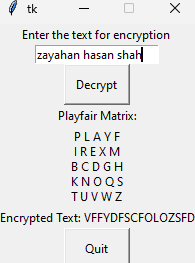 tk
Enter the text for encryption
zayahan hasan shah
Decrypt
Playfair Matrix:
P L A Y F
I R E X M
B C D G H
K N O Q S
T U V W Z
Encrypted Text: VFFYDFSCFOLOZSFD
Quit